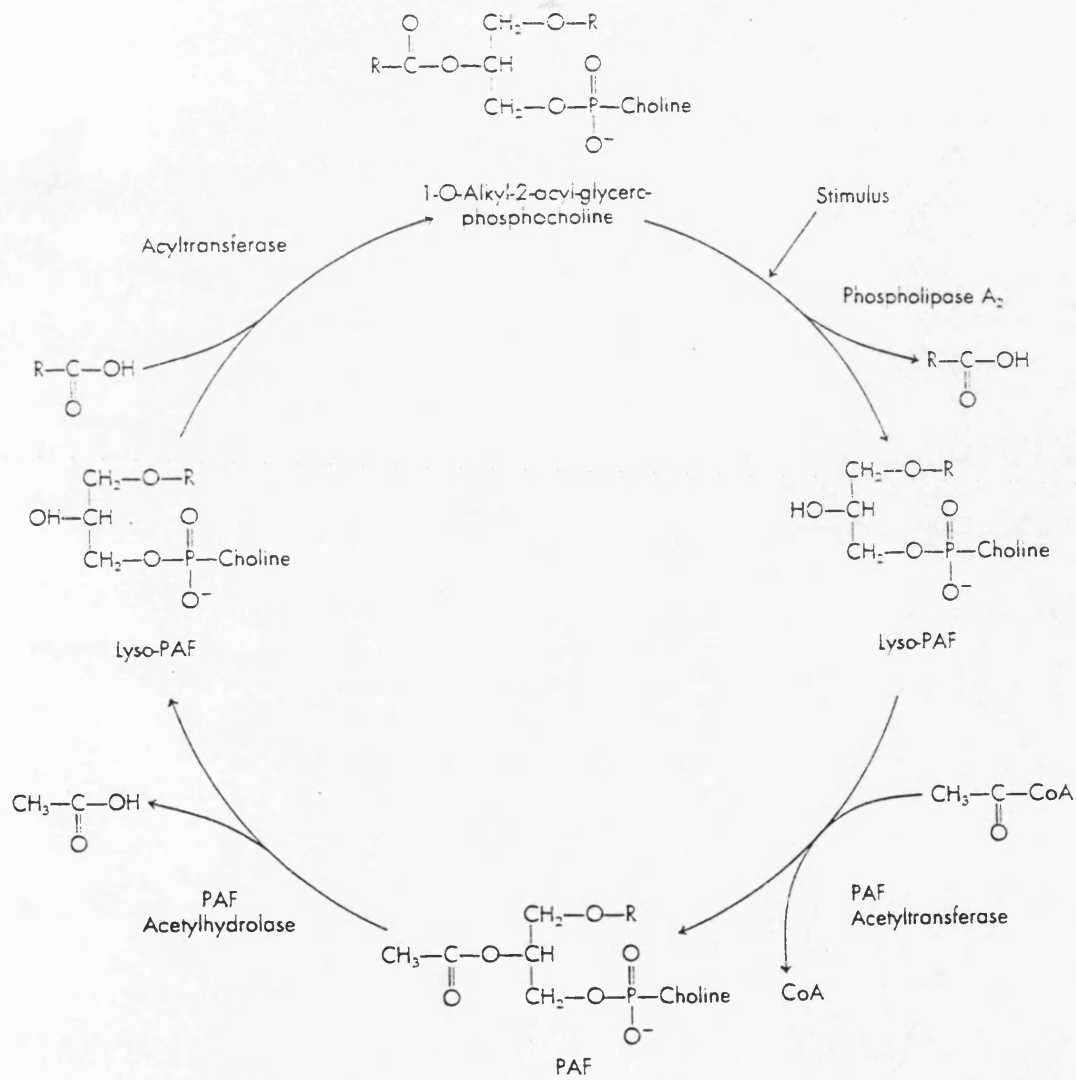 O
CH₂—O—R
R—C—O—CH
O
CH₂—O—P—Choline
O⁻
1-O-Alkyl-2-acyl-glycero-
phosphocholine
Stimulus
Acyltransferase
Phospholipase A₂
R—C—OH
O
R—C—OH
O
CH₂—O—R
OH—CH
O
CH₂—O—P—Choline
O⁻
Lyso-PAF
CH₂—O—R
HO—CH
O
CH₂—O—P—Choline
O⁻
Lyso-PAF
CH₃—C—OH
O
CH₃—C—CoA
O
PAF
Acetylhydrolase
PAF
Acetyltransferase
CoA
CH₂—O—R
CH₃—C—O—CH
O
O
CH₂—O—P—Choline
O⁻
PAF